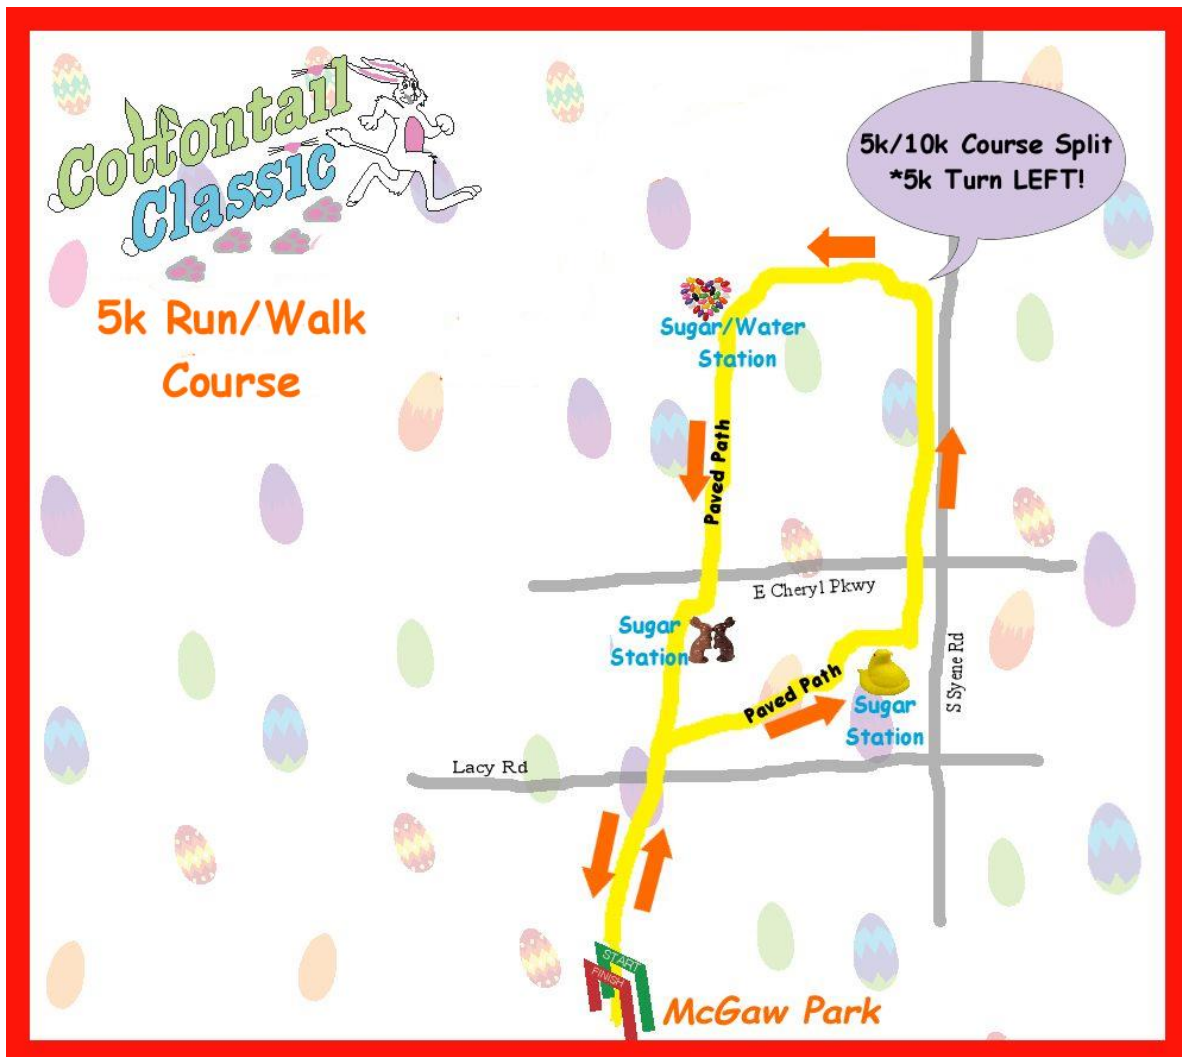 Cottontail
Classic
5k Run/Walk
Course
5k/10k Course Split
*5k Turn LEFT!
Sugar/Water
Station
Paved Path
E Cheryl Pkwy
Sugar
Station
Paved Path
Sugar
Station
S Syene Rd
Lacy Rd
START
FINISH
McGaw Park